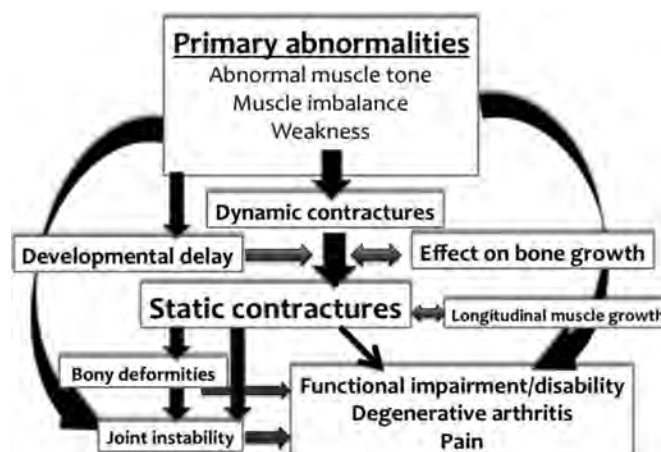 Primary abnormalities
Abnormal muscle tone
Muscle imbalance
Weakness
Dynamic contractures
Developmental delay
Effect on bone growth
Static contractures
Longitudinal muscle growth
Bony deformities
Functional impairment/disability
Degenerative arthritis
Pain
Joint instability